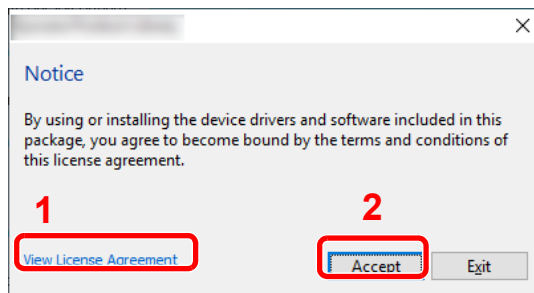 Notice
By using or installing the device drivers and software included in this
package, you agree to become bound by the terms and conditions of
this license agreement.
1
2
View License Agreement
Accept
Exit